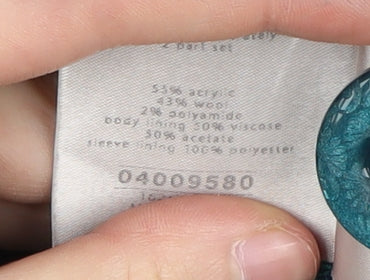 2 part set
55% acrylic
43% wool
2% polyamide
body lining 50% viscose
50% acetate
sleeve lining 100% polyester
04009580